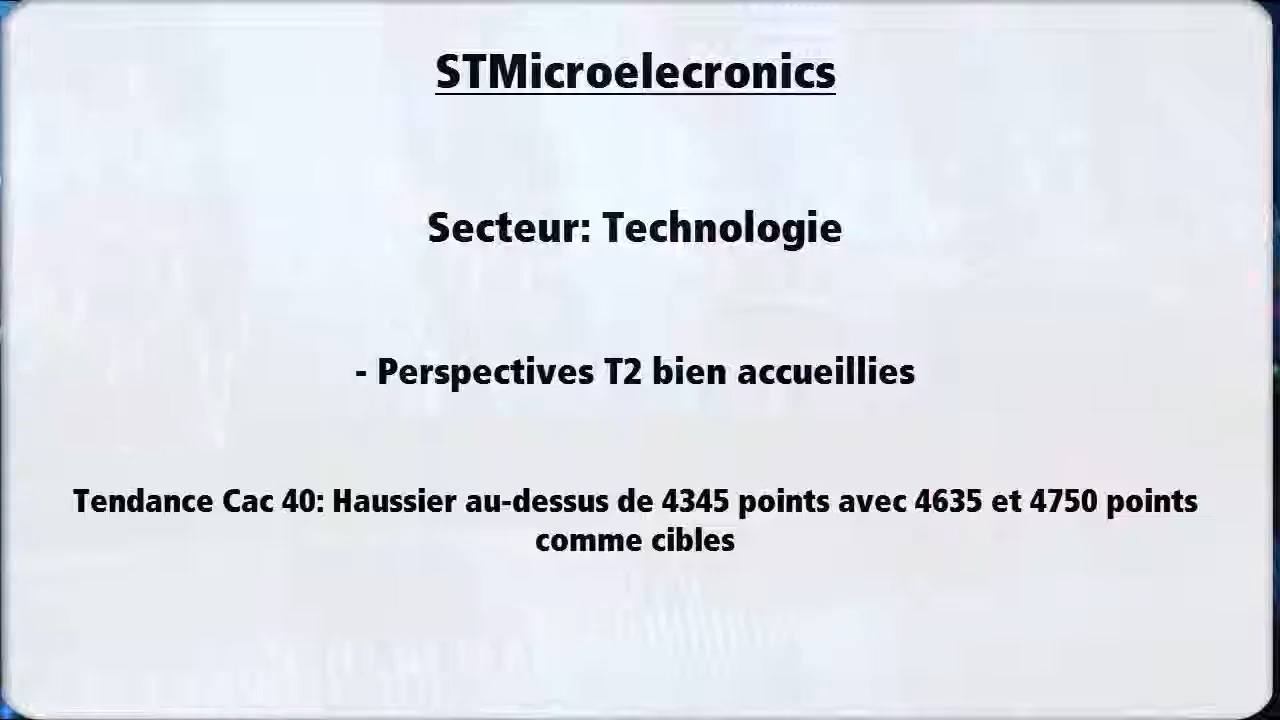 STMicroelecronics
Secteur: Technologie
- Perspectives T2 bien accueillies
Tendance Cac 40: Haussier au-dessus de 4345 points avec 4635 et 4750 points
comme cibles